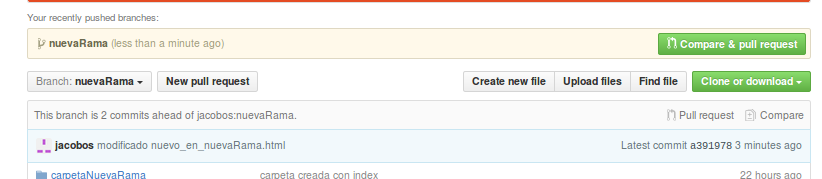 Your recently pushed branches:
nuevaRama (less than a minute ago) Compare & pull request
Branch: nuevaRama New pull request Create new file Upload files Find file Clone or download
This branch is 2 commits ahead of jacobos:nuevaRama. Pull request Compare
jacobos modificado nuevo_en_nuevaRama.html Latest commit a391978 3 minutes ago
carpetaNuevaRama carpeta creada con index 22 hours ago